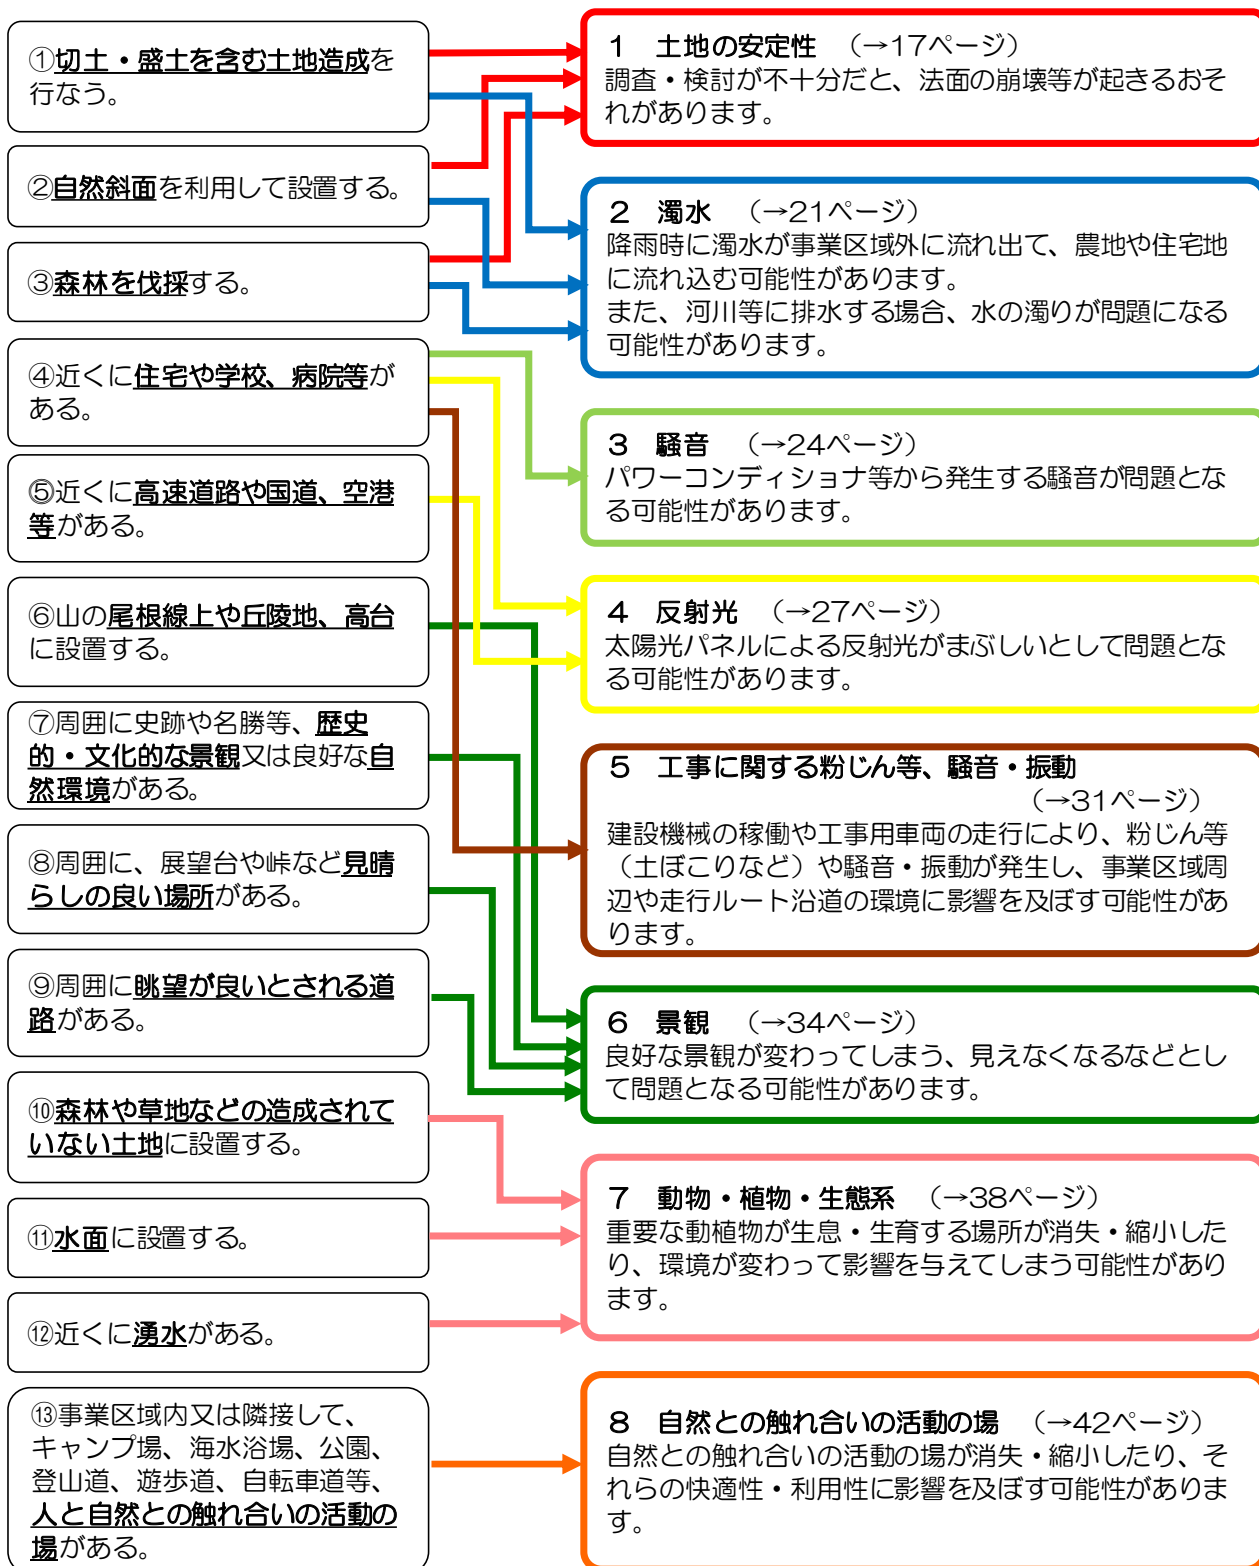 ①切土・盛土を含む土地造成を
行なう。
②自然斜面を利用して設置する。
③森林を伐採する。
④近くに住宅や学校、病院等が
ある。
⑤近くに高速道路や国道、空港
等がある。
⑥山の尾根線上や丘陵地、高台
に設置する。
⑦周囲に史跡や名勝等、歴史
的・文化的な景観又は良好な自
然環境がある。
⑧周囲に、展望台や峠など見晴
らしの良い場所がある。
⑨周囲に眺望が良いとされる道
路がある。
⑩森林や草地などの造成されて
いない土地に設置する。
⑪水面に設置する。
⑫近くに湧水がある。
⑬事業区域内又は隣接して、
キャンプ場、海水浴場、公園、
登山道、遊歩道、自転車道等、
人と自然との触れ合いの活動の
場がある。
１　土地の安定性　（→17ページ）
調査・検討が不十分だと、法面の崩壊等が起きるおそ
れがあります。
２　濁水　（→21ページ）
降雨時に濁水が事業区域外に流れ出て、農地や住宅地
に流れ込む可能性があります。
また、河川等に排水する場合、水の濁りが問題になる
可能性があります。
３　騒音　（→24ページ）
パワーコンディショナ等から発生する騒音が問題とな
る可能性があります。
４　反射光　（→27ページ）
太陽光パネルによる反射光がまぶしいとして問題とな
る可能性があります。
５　工事に関する粉じん等、騒音・振動
（→31ページ）
建設機械の稼働や工事用車両の走行により、粉じん等
（土ぼこりなど）や騒音・振動が発生し、事業区域周
辺や走行ルート沿道の環境に影響を及ぼす可能性があ
ります。
６　景観　（→34ページ）
良好な景観が変わってしまう、見えなくなるなどとし
て問題となる可能性があります。
７　動物・植物・生態系　（→38ページ）
重要な動植物が生息・生育する場所が消失・縮小した
り、環境が変わって影響を与えてしまう可能性があり
ます。
８　自然との触れ合いの活動の場　（→42ページ）
自然との触れ合いの活動の場が消失・縮小したり、そ
れらの快適性・利用性に影響を及ぼす可能性がありま
す。